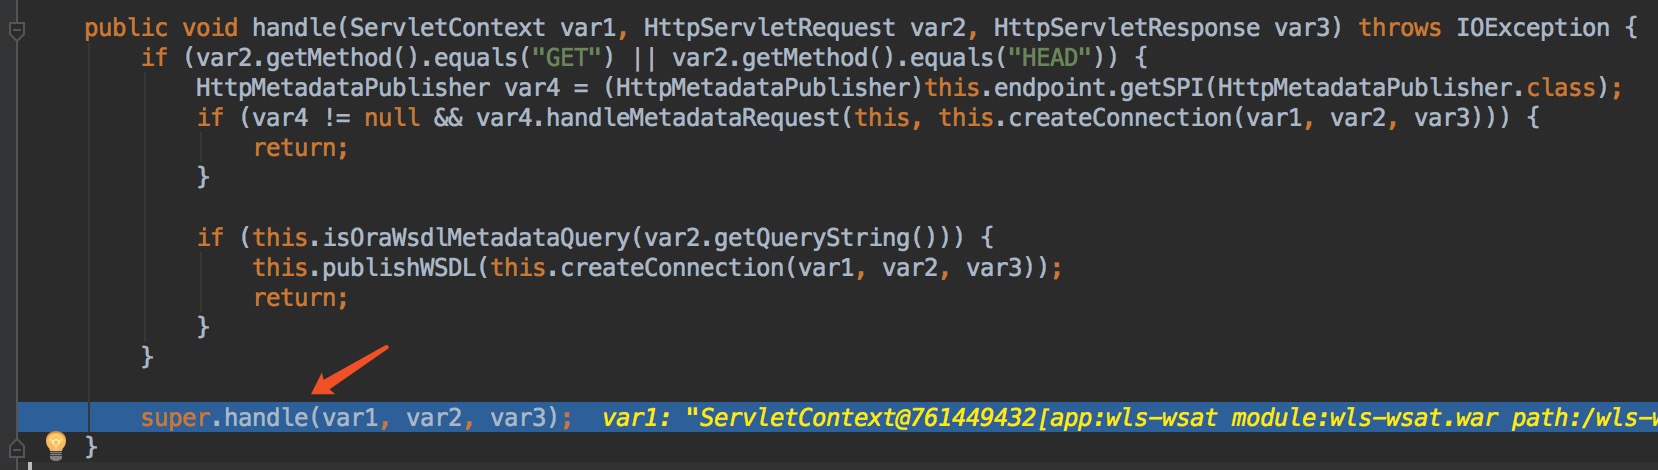 public void handle(ServletContext var1, HttpServletRequest var2, HttpServletResponse var3) throws IOException {
if (var2.getMethod().equals("GET") || var2.getMethod().equals("HEAD")) {
HttpMetadataPublisher var4 = (HttpMetadataPublisher)this.endpoint.getSPI(HttpMetadataPublisher.class);
if (var4 != null && var4.handleMetadataRequest(this, this.createConnection(var1, var2, var3))) {
return;
}
if (this.isOraWsdlMetadataQuery(var2.getQueryString())) {
this.publishWSDL(this.createConnection(var1, var2, var3));
return;
}
}
super.handle(var1, var2, var3); var1: "ServletContext@761449432[app:wls-wsat module:wls-wsat.war path:/wls-w
}